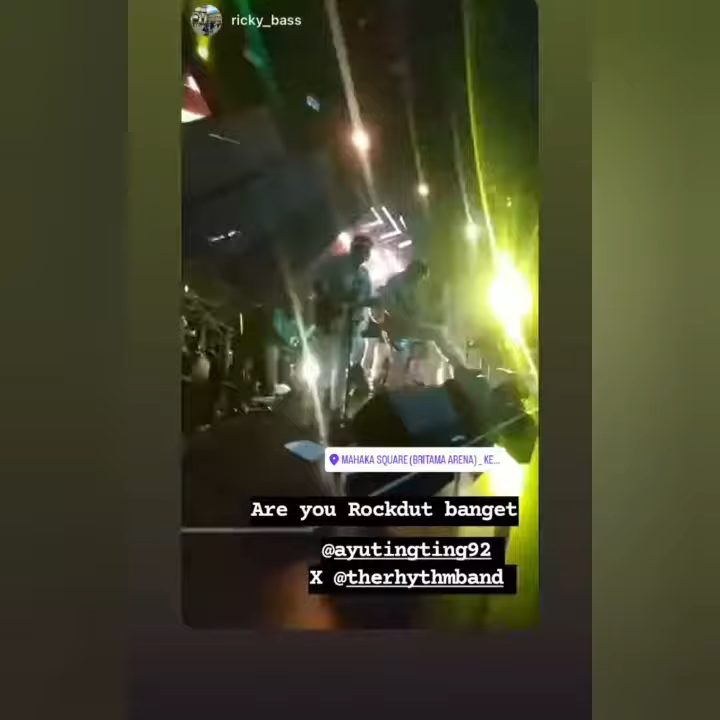 ricky_bass
MAHAKA SQUARE (BRITAMA ARENA)_ KE...
Are you Rockdut banget
@ayutingting92
X @therhythmband